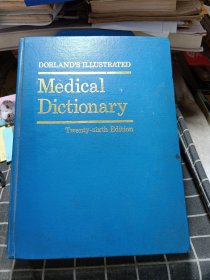 DORLAND'S ILLUSTRATED
Medical
Dictionary
Twenty-sixth Edition